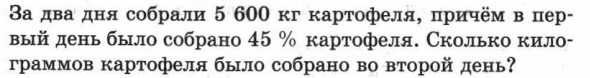 За два дня собрали 5 600 кг картофеля, причём в пер-
вый день было собрано 45 % картофеля. Сколько кило-
граммов картофеля было собрано во второй день?